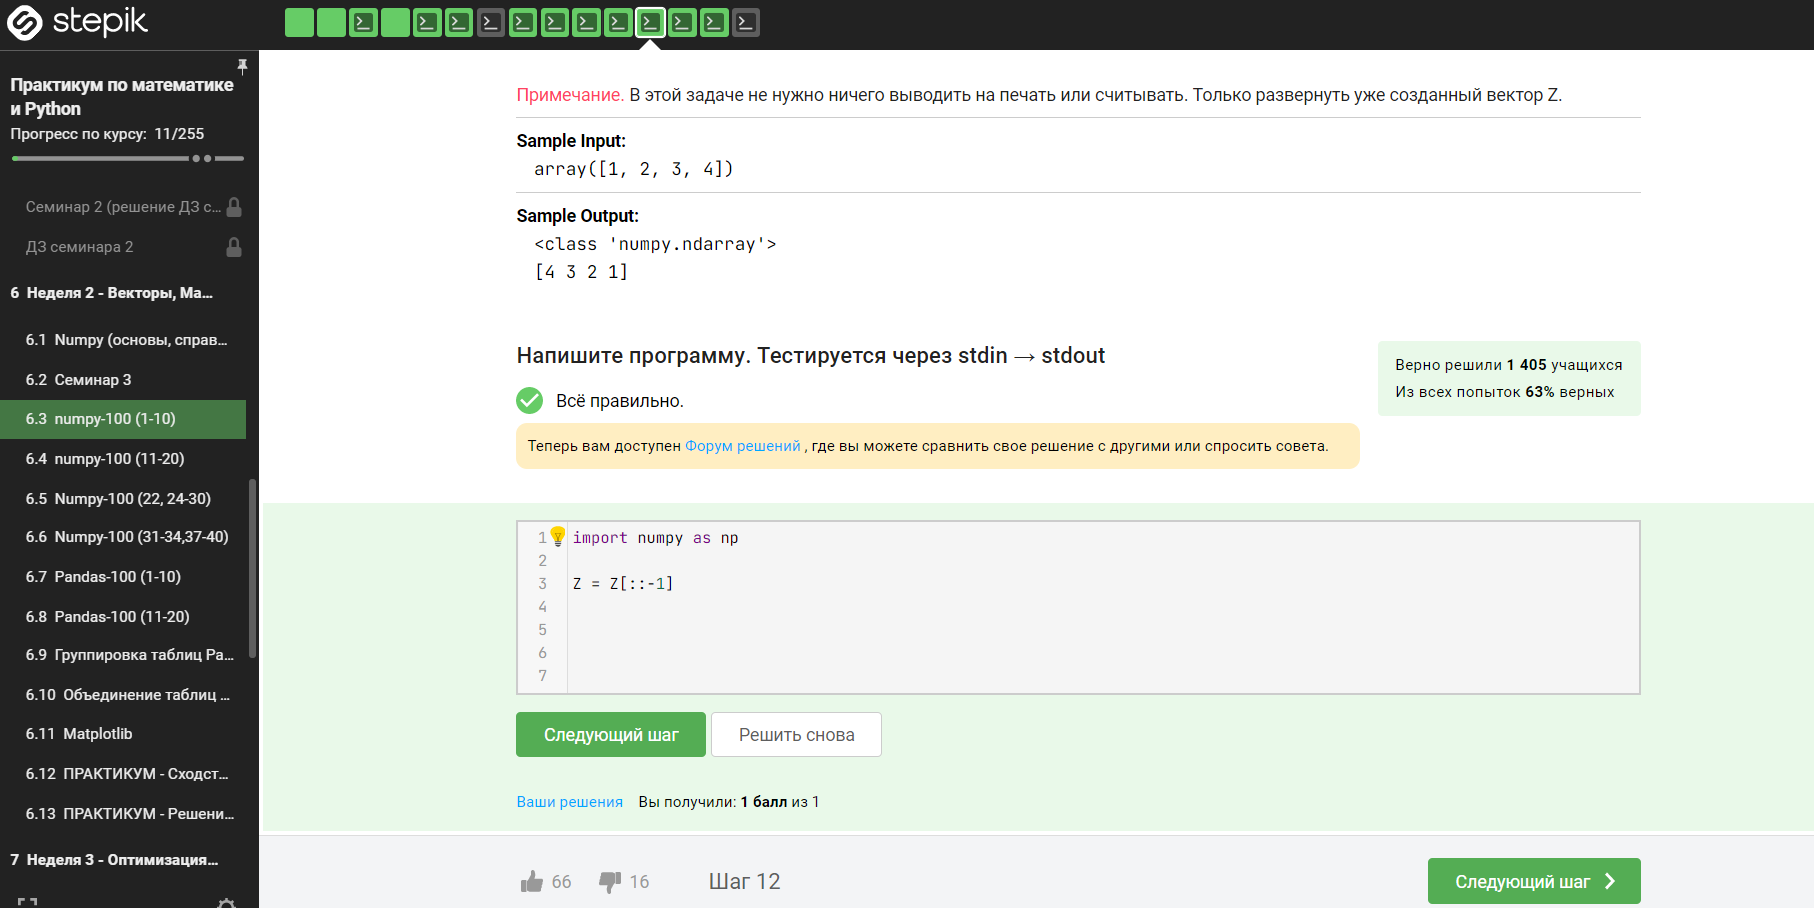 stepik
Практикум по математике
и Python
Прогресс по курсу: 11/255
Семинар 2 (решение ДЗ с...
ДЗ семинара 2
6 Неделя 2 - Векторы, Ма...
6.1 Numpy (основы, справ...
6.2 Семинар 3
6.3 numpy-100 (1-10)
6.4 numpy-100 (11-20)
6.5 Numpy-100 (22, 24-30)
6.6 Numpy-100 (31-34,37-40)
6.7 Pandas-100 (1-10)
6.8 Pandas-100 (11-20)
6.9 Группировка таблиц Pa...
6.10 Объединение таблиц ...
6.11 Matplotlib
6.12 ПРАКТИКУМ - Сходст...
6.13 ПРАКТИКУМ - Решени...
7 Неделя 3 - Оптимизация...
Примечание. В этой задаче не нужно ничего выводить на печать или считывать. Только развернуть уже созданный вектор Z.
Sample Input:
array([1, 2, 3, 4])
Sample Output:
<class 'numpy.ndarray'>
[4 3 2 1]
Напишите программу. Тестируется через stdin → stdout
Верно решили 1 405 учащихся
Из всех попыток 63% верных
Всё правильно.
Теперь вам доступен Форум решений , где вы можете сравнить свое решение с другими или спросить совета.
1 import numpy as np
2
3 Z = Z[::-1]
4
5
6
7
Следующий шаг
Решить снова
Ваши решения Вы получили: 1 балл из 1
66 16 Шаг 12
Следующий шаг